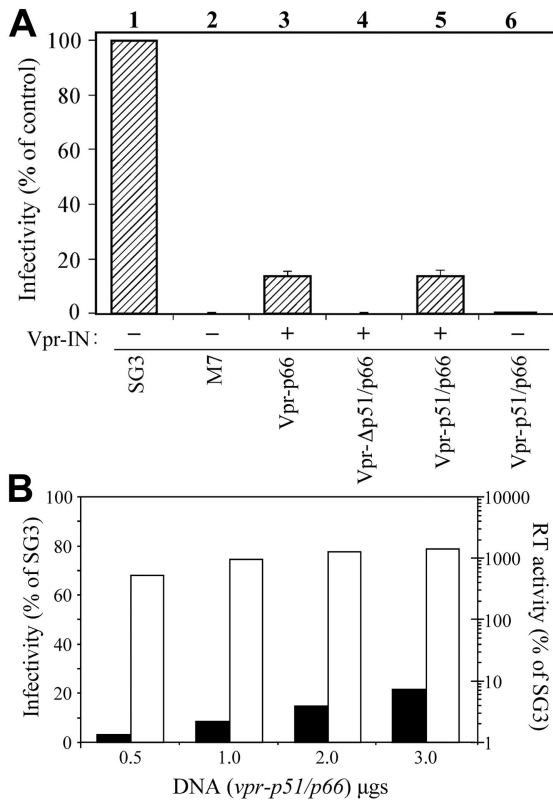 A
1 2 3 4 5 6
Infectivity (% of control)
100
80
60
40
20
0
Vpr-IN: – – + + + –
SG3
M7
Vpr-p66
Vpr-Δp51/p66
Vpr-p51/p66
Vpr-p51/p66
B
Infectivity (% of SG3)
100
80
60
40
20
0
10000
1000
100
10
1
RT activity (% of SG3)
0.5 1.0 2.0 3.0
DNA (vpr-p51/p66) μgs